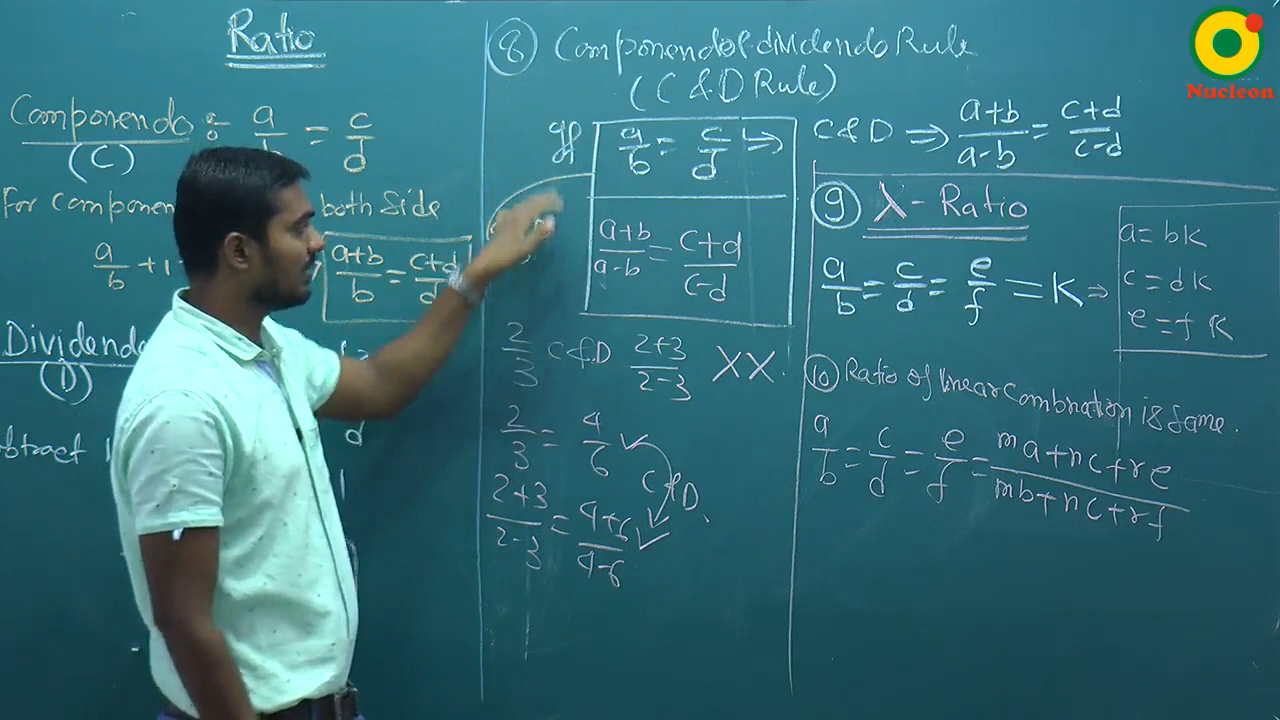 Ratio
Componendo :- a/b = c/d
(C)
For Componen both Side
a/b + 1
a+b/b = c+d/d
Dividendo
(D)
btract 1
d
⑧ Componendo & dividendo Rule
(C & D Rule)
If a/b = c/d ↦ C & D ⇒ a+b/a-b = c+d/c-d
a+b/a-b = c+d/c-d
2/3 C & D 2+3/2-3 XX.
2/3 = 4/6 ✓
C & D.
2+3/2-3 = 4+6/4-6 ✓
⑨ λ - Ratio
a/b = c/d = e/f = K ⇒
a = bK
c = dK
e = f K
⑩ Ratio of linear Combination is Same.
a/b = c/d = e/f = ma+nc+re/mb+nc+rf
Nucleon